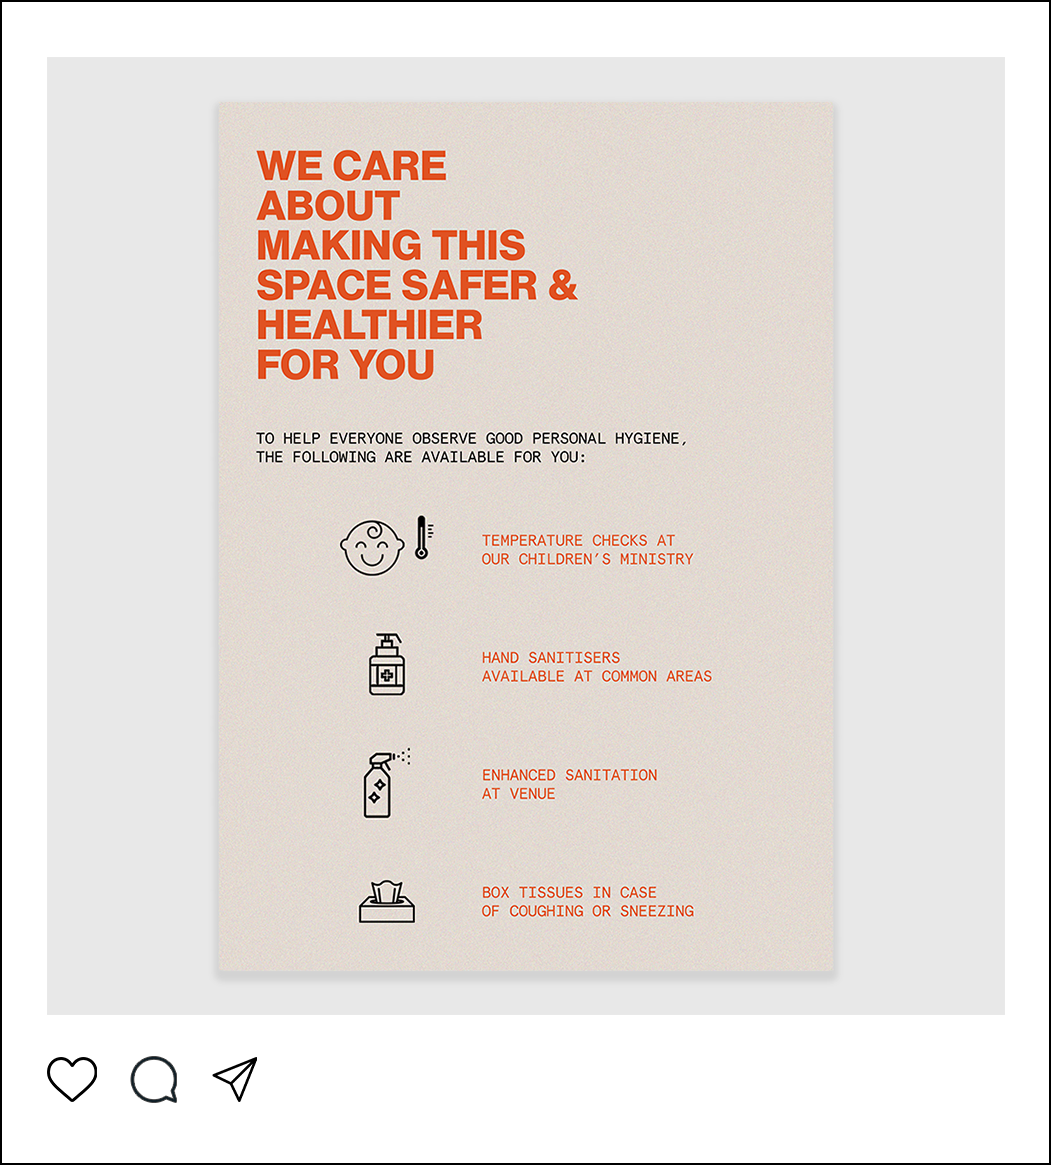 WE CARE
ABOUT
MAKING THIS
SPACE SAFER &
HEALTHIER
FOR YOU
TO HELP EVERYONE OBSERVE GOOD PERSONAL HYGIENE,
THE FOLLOWING ARE AVAILABLE FOR YOU:
TEMPERATURE CHECKS AT
OUR CHILDREN’S MINISTRY
HAND SANITISERS
AVAILABLE AT COMMON AREAS
ENHANCED SANITATION
AT VENUE
BOX TISSUES IN CASE
OF COUGHING OR SNEEZING